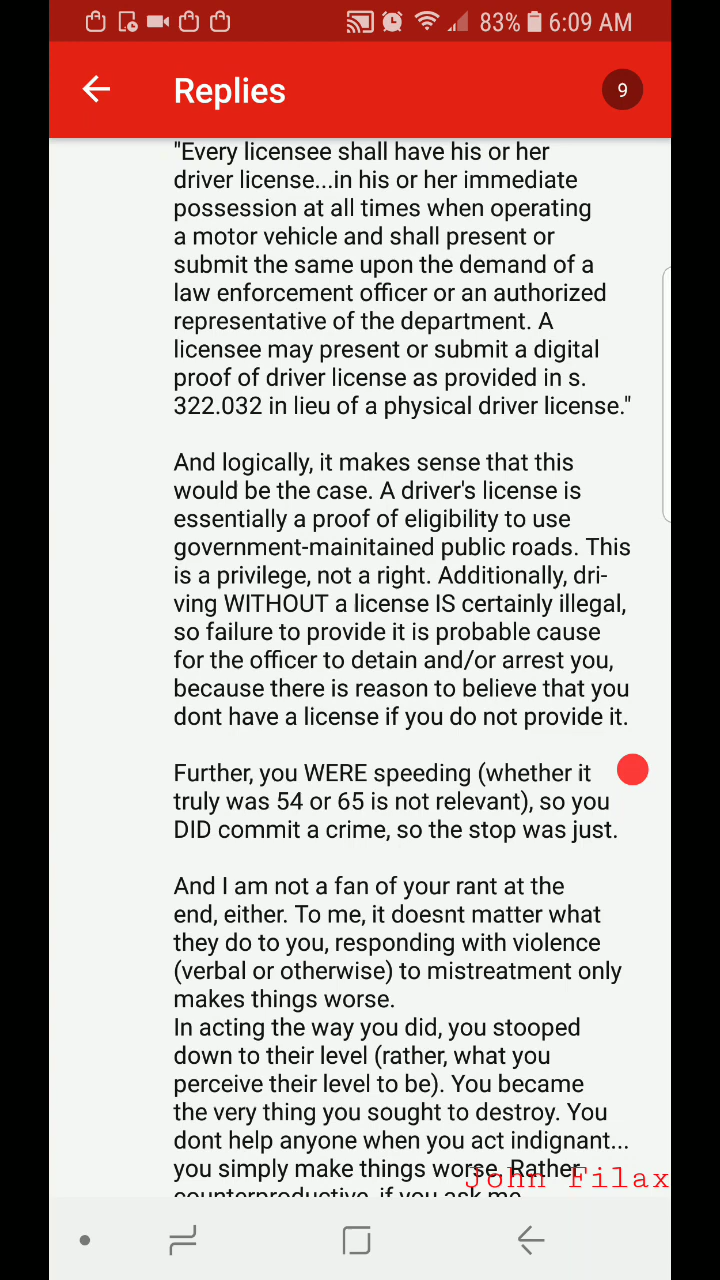 83% 6:09 AM
Replies
9
"Every licensee shall have his or her
driver license...in his or her immediate
possession at all times when operating
a motor vehicle and shall present or
submit the same upon the demand of a
law enforcement officer or an authorized
representative of the department. A
licensee may present or submit a digital
proof of driver license as provided in s.
322.032 in lieu of a physical driver license."
And logically, it makes sense that this
would be the case. A driver's license is
essentially a proof of eligibility to use
government-mainitained public roads. This
is a privilege, not a right. Additionally, dri-
ving WITHOUT a license IS certainly illegal,
so failure to provide it is probable cause
for the officer to detain and/or arrest you,
because there is reason to believe that you
dont have a license if you do not provide it.
Further, you WERE speeding (whether it
truly was 54 or 65 is not relevant), so you
DID commit a crime, so the stop was just.
And I am not a fan of your rant at the
end, either. To me, it doesnt matter what
they do to you, responding with violence
(verbal or otherwise) to mistreatment only
makes things worse.
In acting the way you did, you stooped
down to their level (rather, what you
perceive their level to be). You became
the very thing you sought to destroy. You
dont help anyone when you act indignant...
you simply make things worse. Rather
John Filax
counterproductive, if you ask me